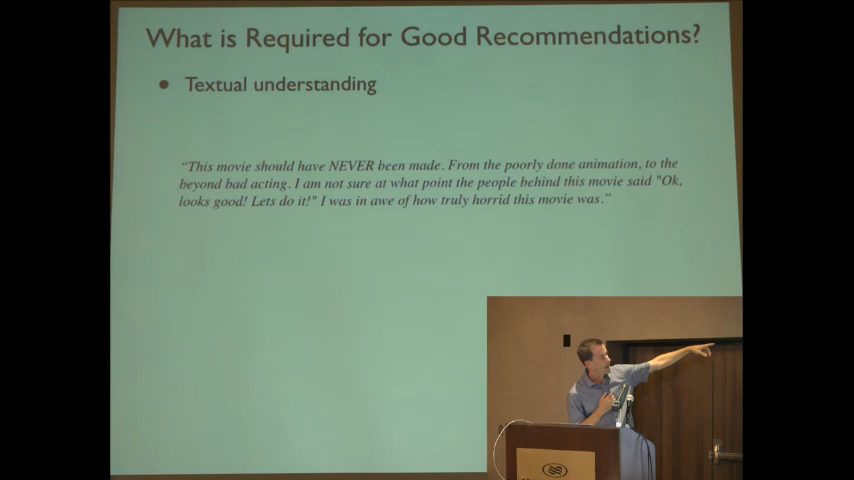 What is Required for Good Recommendations?
• Textual understanding
“This movie should have NEVER been made. From the poorly done animation, to the
beyond bad acting. I am not sure at what point the people behind this movie said "Ok,
looks good! Lets do it!" I was in awe of how truly horrid this movie was.”